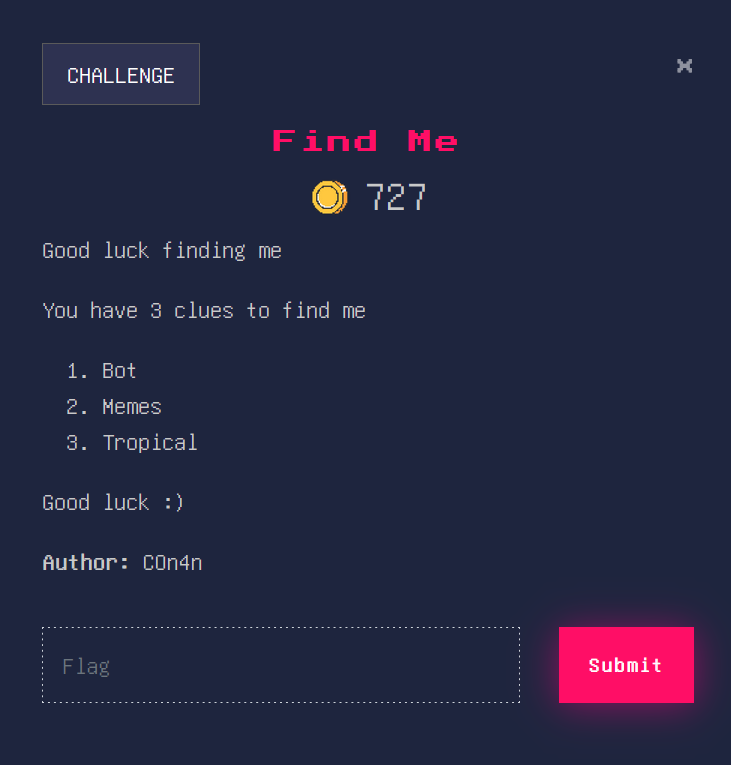 CHALLENGE
×
Find Me
727
Good luck finding me
You have 3 clues to find me
1. Bot
2. Memes
3. Tropical
Good luck :)
Author: C0n4n
Flag
Submit